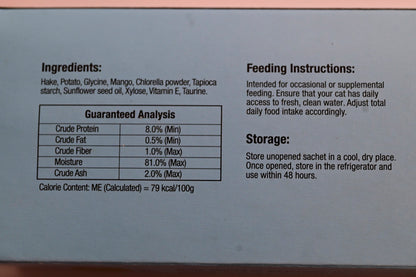 Ingredients:
Hake, Potato, Glycine, Mango, Chlorella powder, Tapioca
starch, Sunflower seed oil, Xylose, Vitamin E, Taurine.
Guaranteed Analysis
Crude Protein 8.0% (Min)
Crude Fat 0.5% (Min)
Crude Fiber 1.0% (Max)
Moisture 81.0% (Max)
Crude Ash 2.0% (Max)
Calorie Content: ME (Calculated) = 79 kcal/100g
Feeding Instructions:
Intended for occasional or supplemental
feeding. Ensure that your cat has daily
access to fresh, clean water. Adjust total
daily food intake accordingly.
Storage:
Store unopened sachet in a cool, dry place.
Once opened, store in the refrigerator and
use within 48 hours.